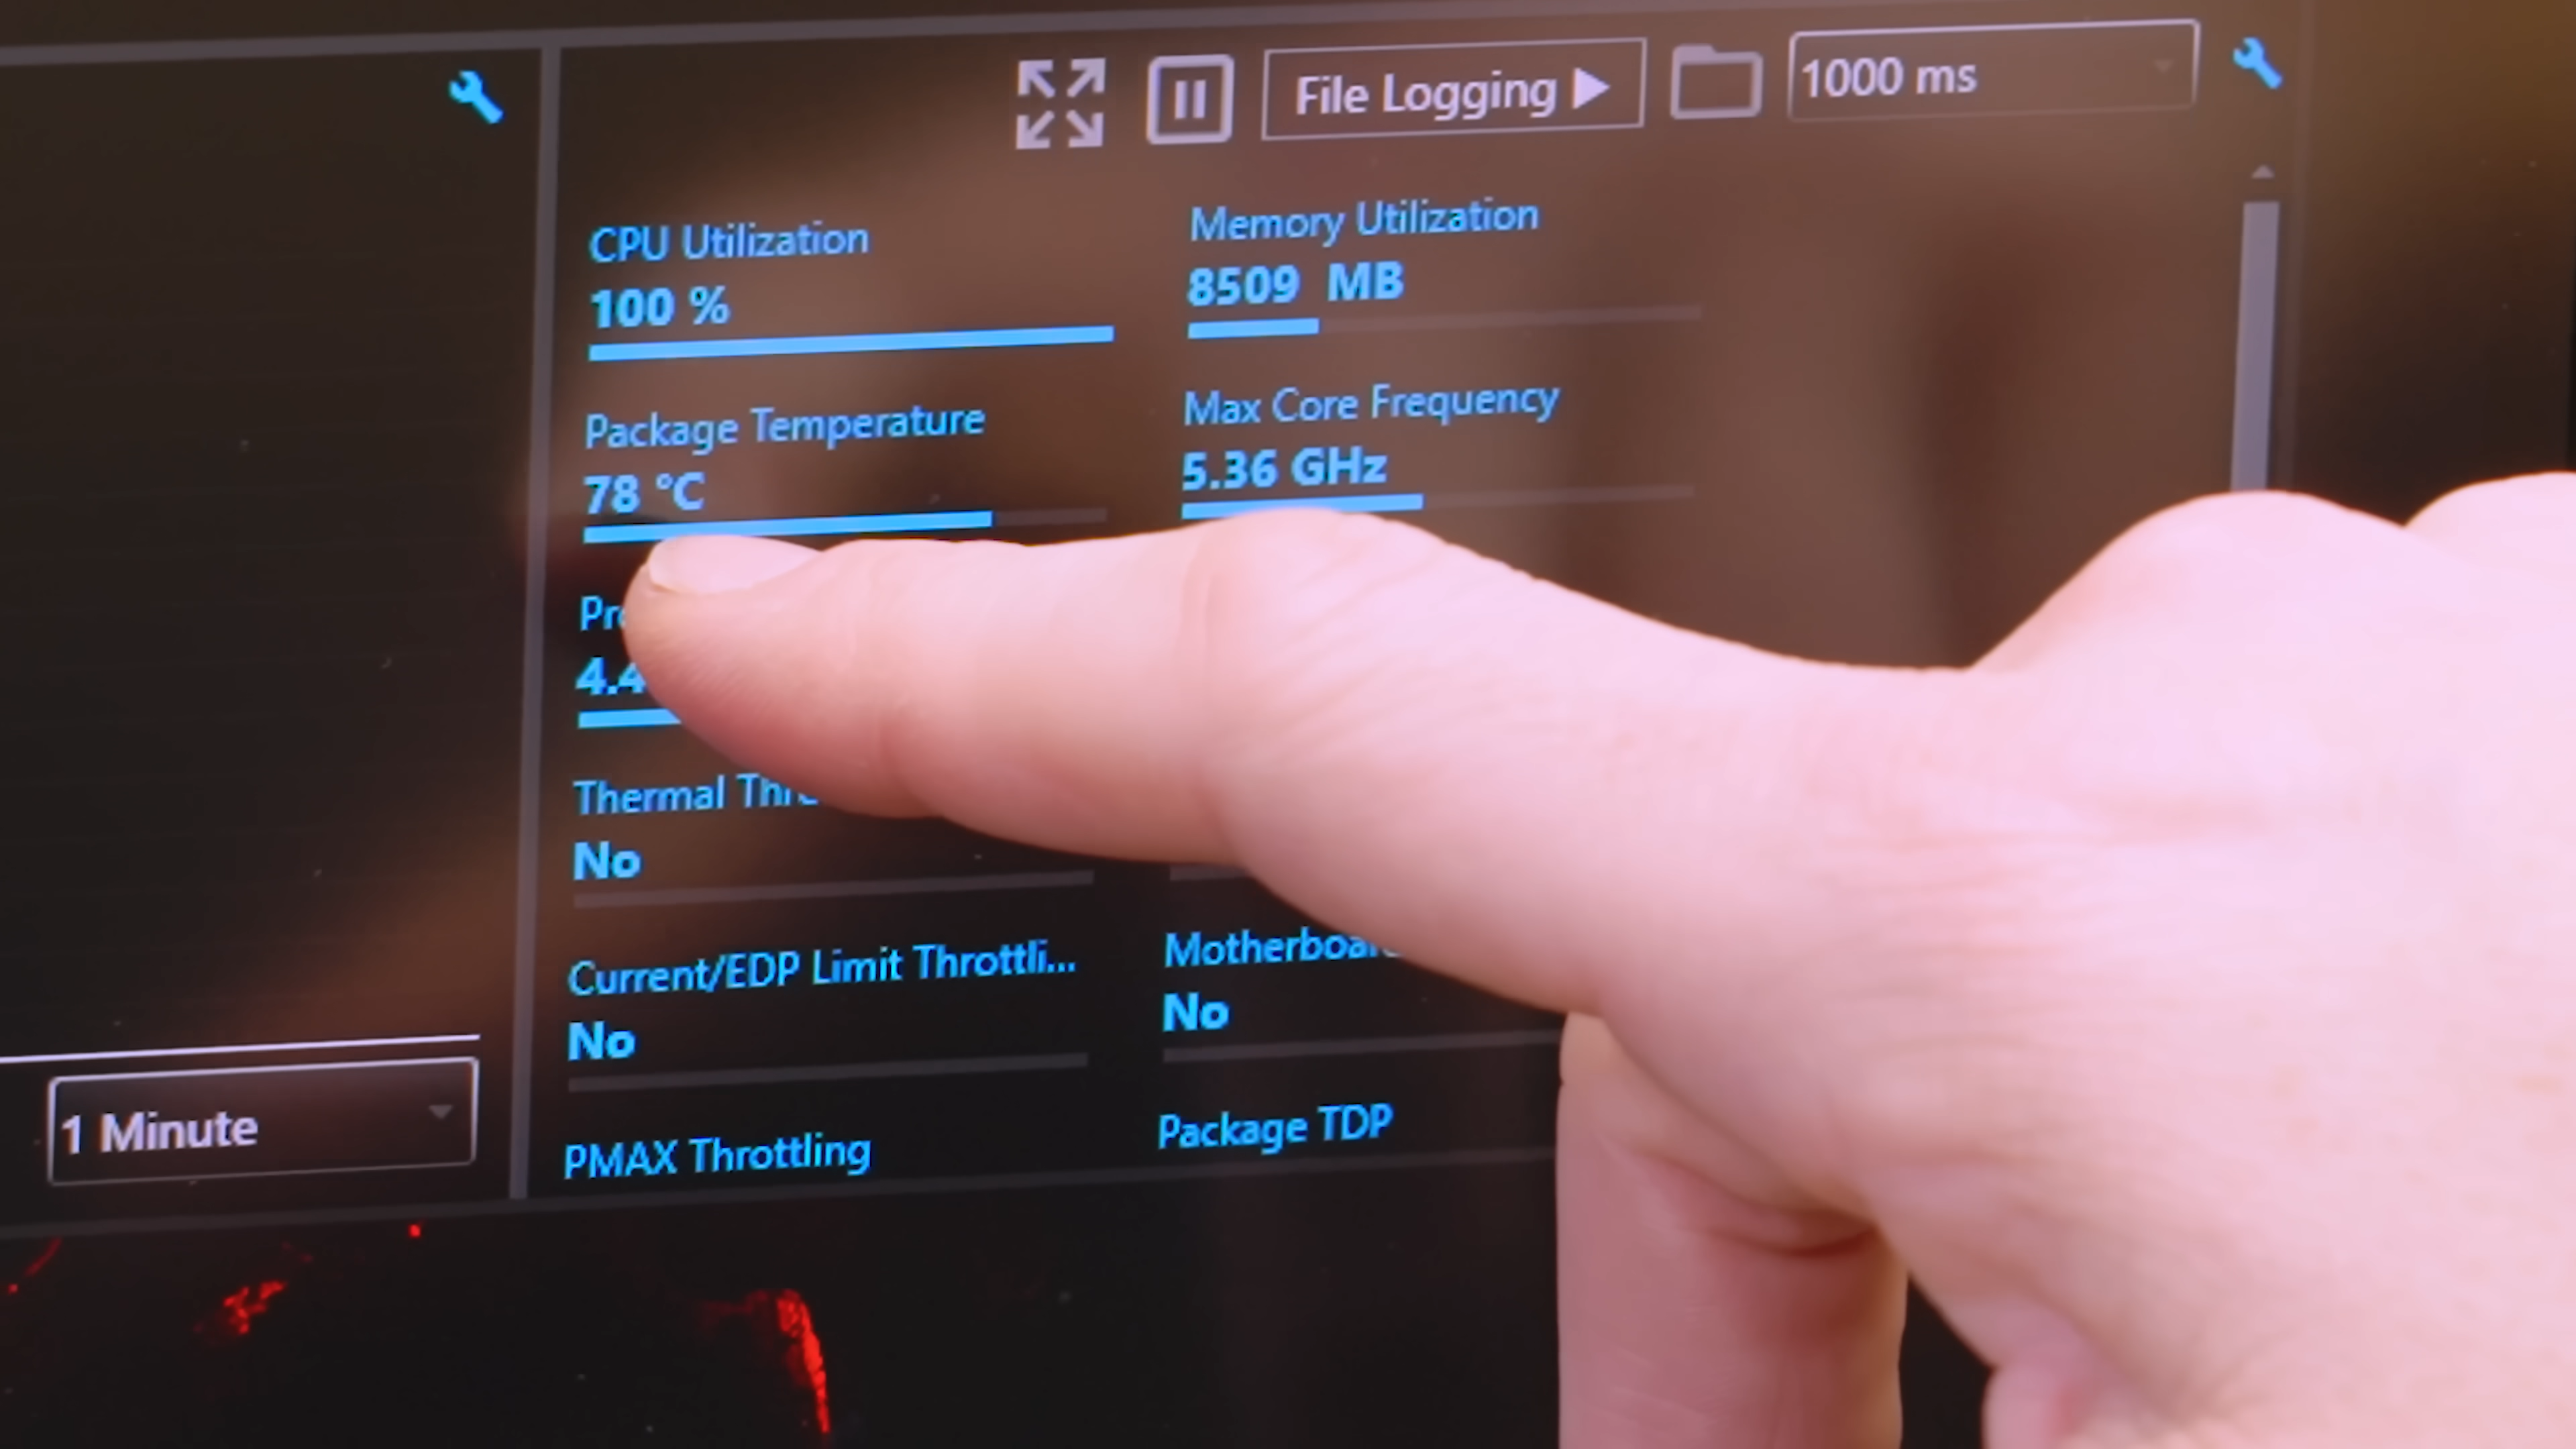 File Logging
1000 ms
CPU Utilization
100 %
Memory Utilization
8509 MB
Package Temperature
78 °C
Max Core Frequency
5.36 GHz
Thermal
No
Current/EDP Limit Throttli...
No
No
PMAX Throttling
Package TDP
1 Minute